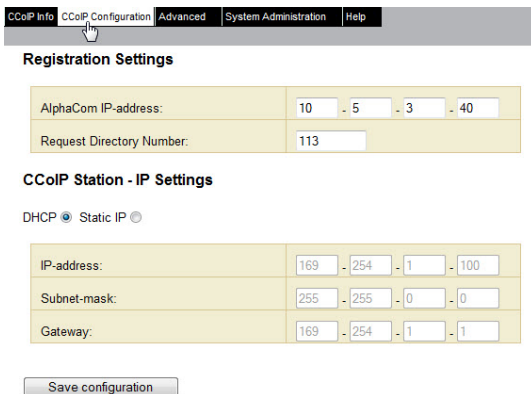 CCoIP Info CCoIP Configuration Advanced System Administration Help
Registration Settings
AlphaCom IP-address: 10 . 5 . 3 . 40
Request Directory Number: 113
CCoIP Station - IP Settings
DHCP Static IP
IP-address: 169 . 254 . 1 . 100
Subnet-mask: 255 . 255 . 0 . 0
Gateway: 169 . 254 . 1 . 1
Save configuration